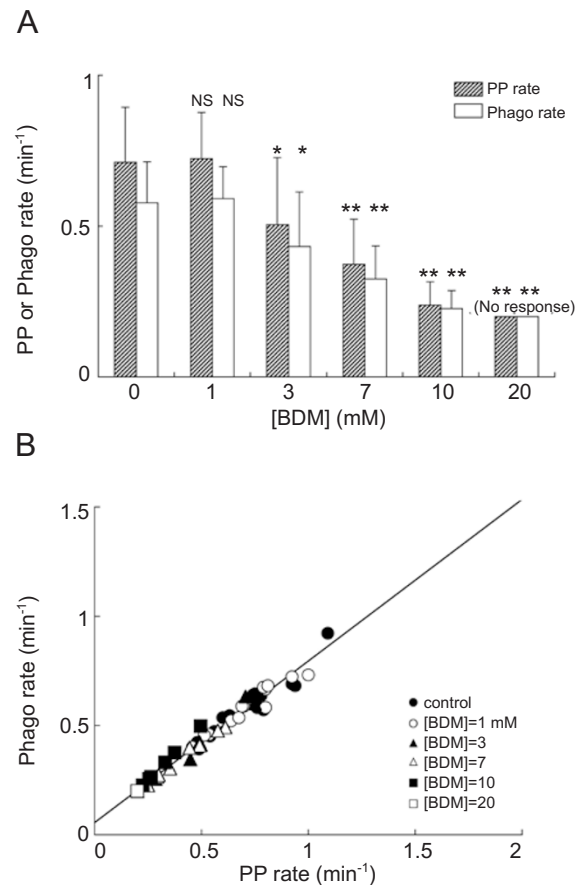 A
1
NS NS
PP rate
Phago rate
* *
** **
** **
** **
(No response)
0.5
0
PP or Phago rate (min-1)
0 1 3 7 10 20
[BDM] (mM)
B
1.5
1
0.5
0
Phago rate (min-1)
control
[BDM]=1 mM
[BDM]=3
[BDM]=7
[BDM]=10
[BDM]=20
0 0.5 1 1.5 2
PP rate (min-1)